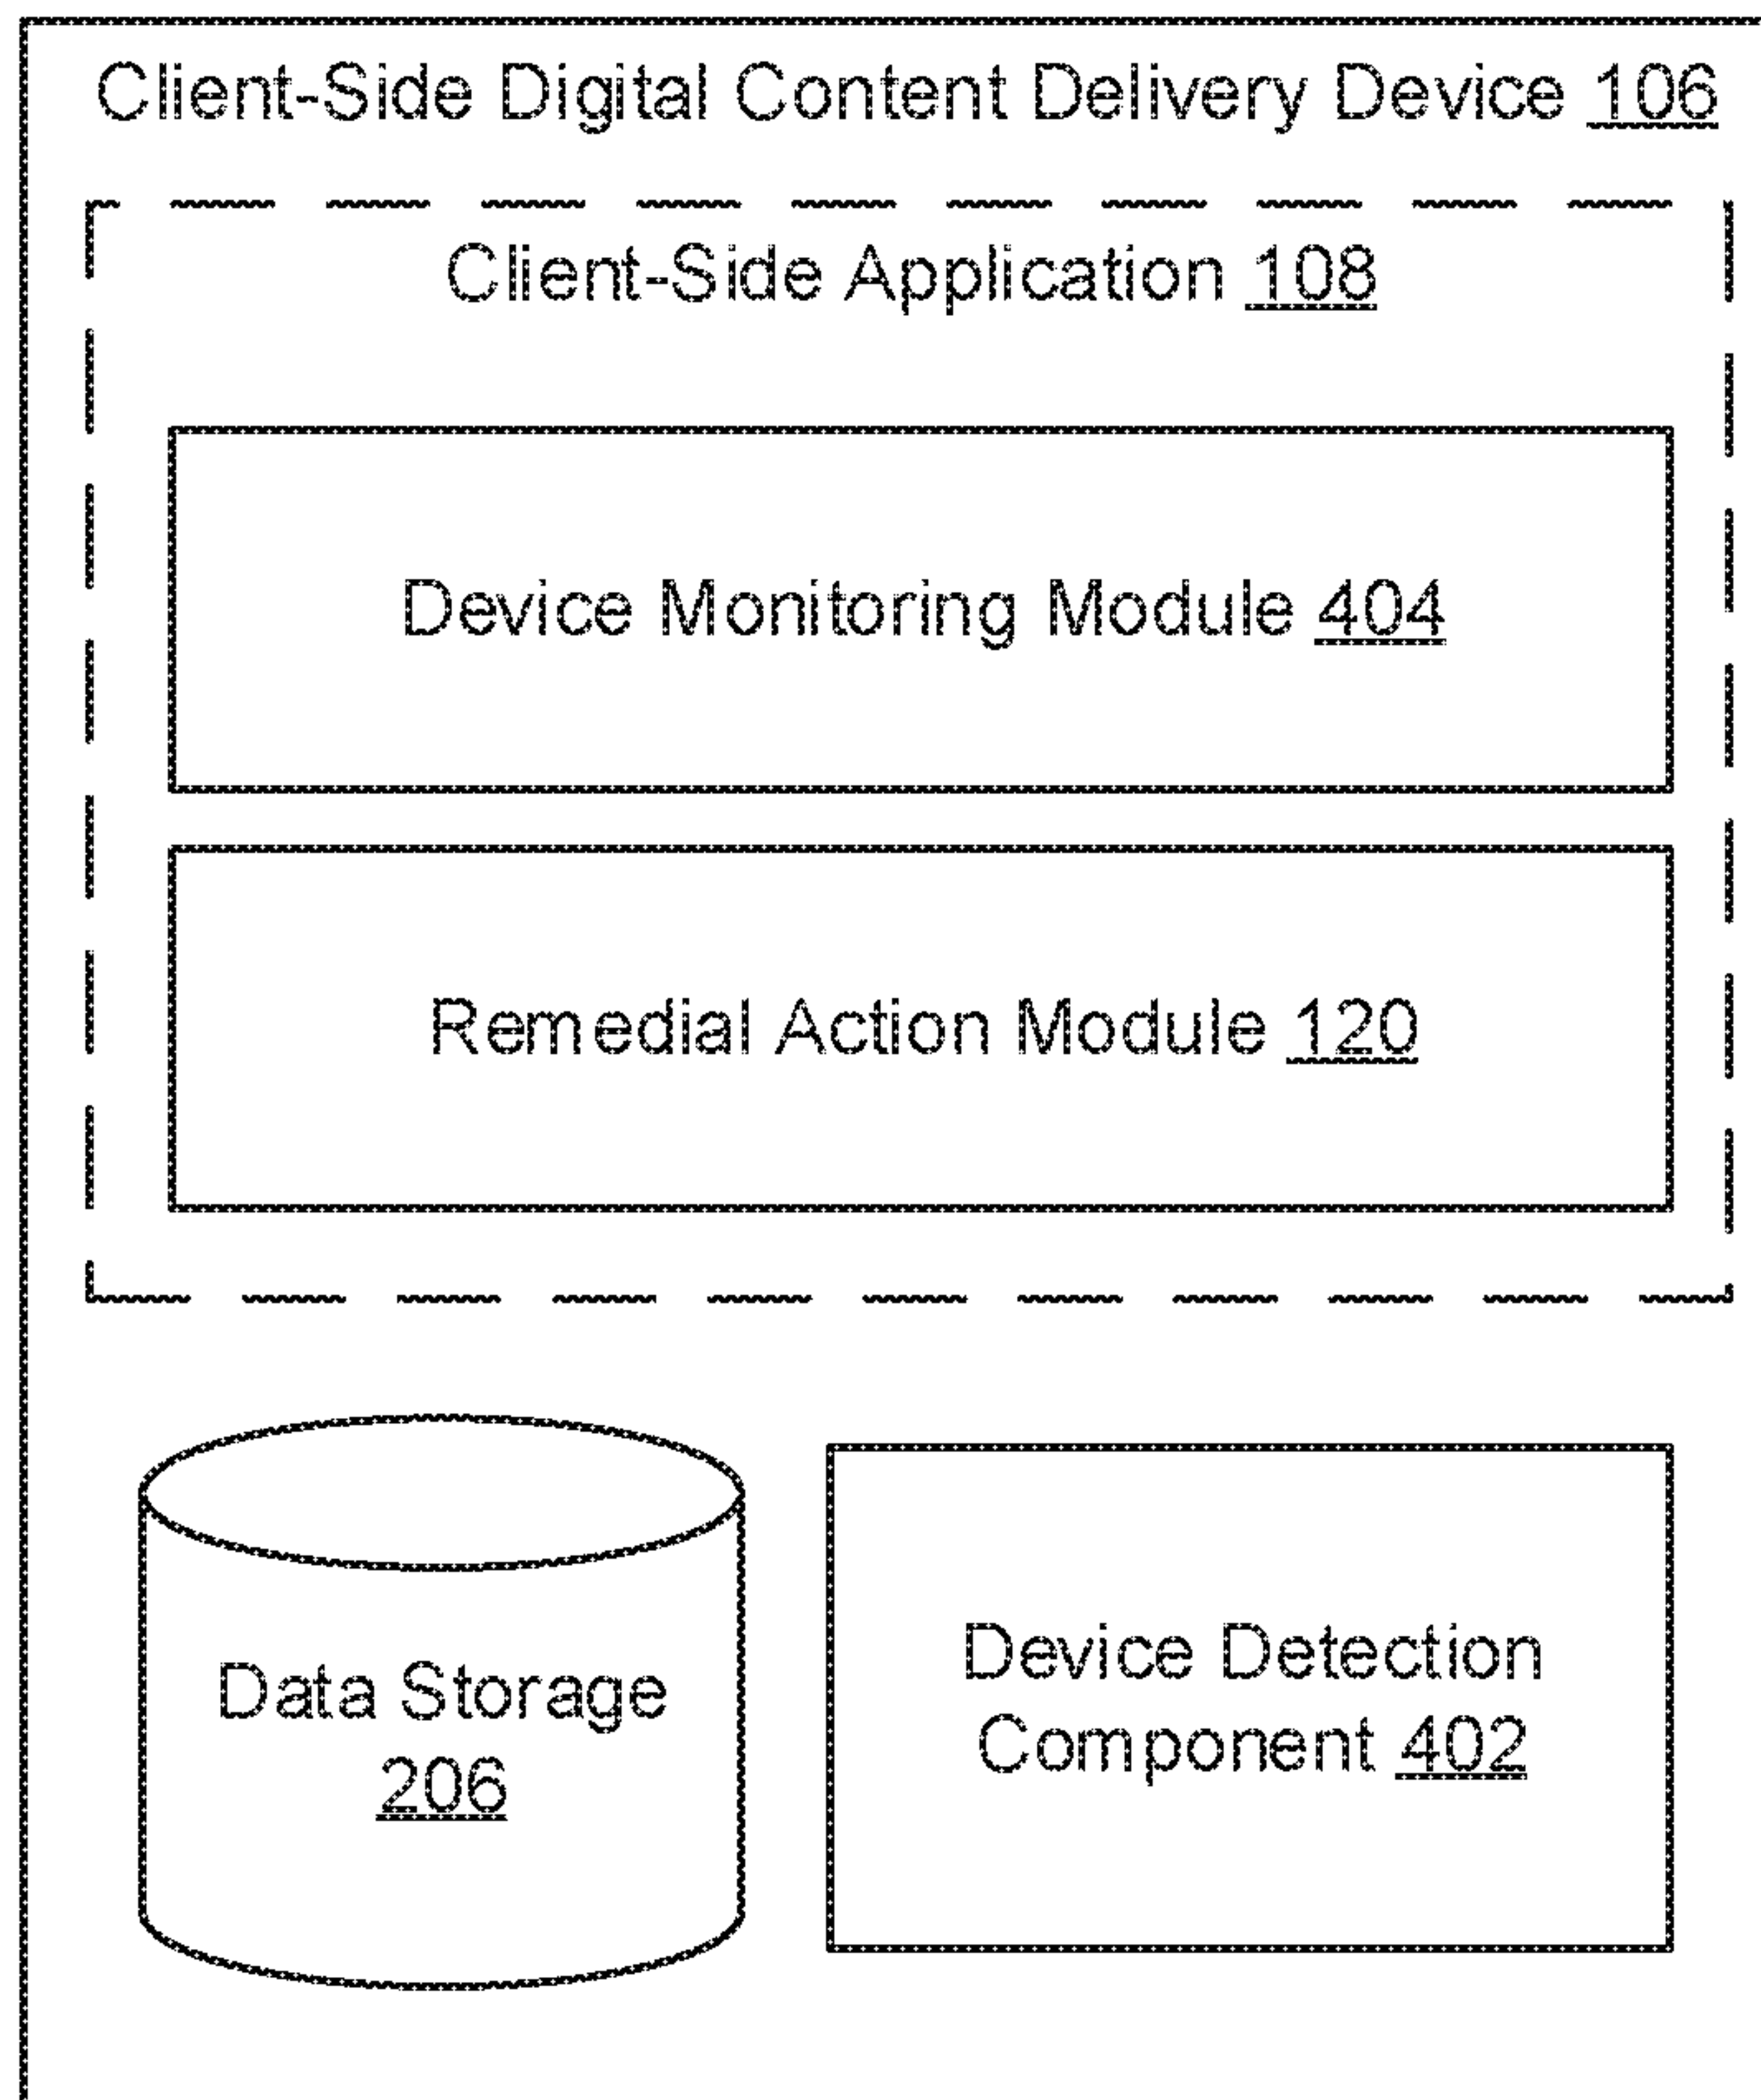 Client-Side Digital Content Delivery Device 106
Client-Side Application 108
Device Monitoring Module 404
Remedial Action Module 120
Data Storage
206
Device Detection
Component 402